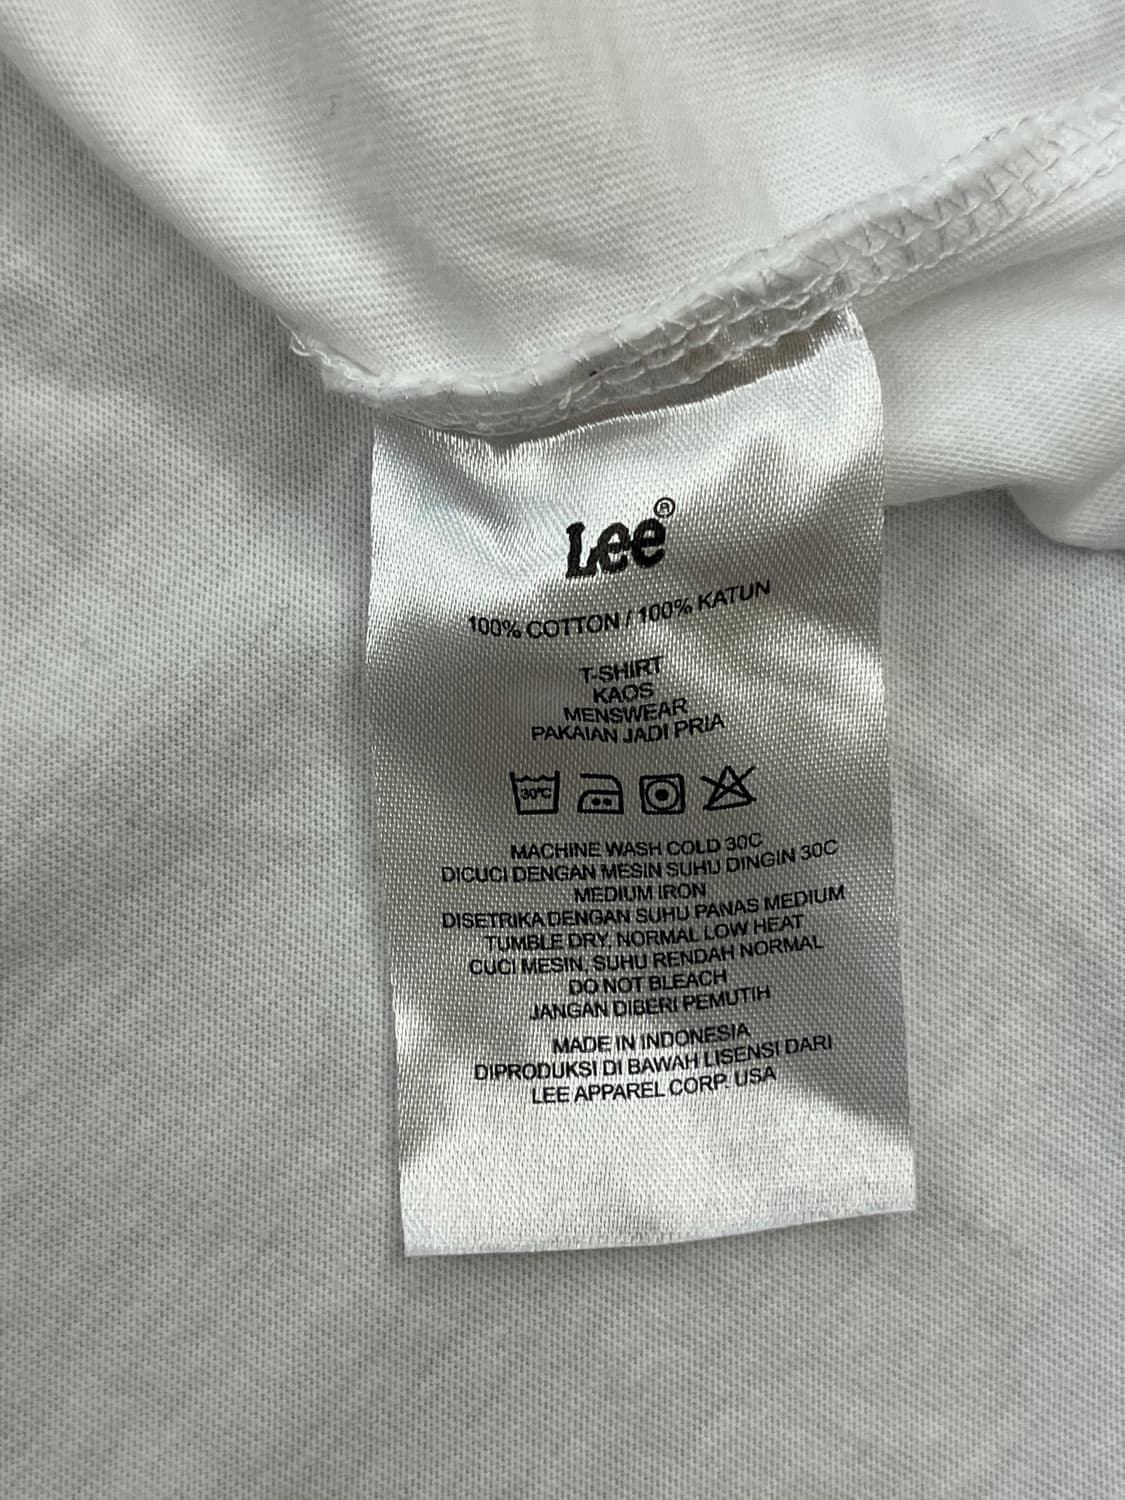 Lee®
100% COTTON / 100% KATUN
T-SHIRT
KAOS
MENSWEAR
PAKAIAN JADI PRIA
30°C
MACHINE WASH COLD 30C
DICUCI DENGAN MESIN SUHU DINGIN 30C
MEDIUM IRON
DISETRIKA DENGAN SUHU PANAS MEDIUM
TUMBLE DRY, NORMAL LOW HEAT
CUCI MESIN, SUHU RENDAH NORMAL
DO NOT BLEACH
JANGAN DIBERI PEMUTIH
MADE IN INDONESIA
DIPRODUKSI DI BAWAH LISENSI DARI
LEE APPAREL CORP. USA